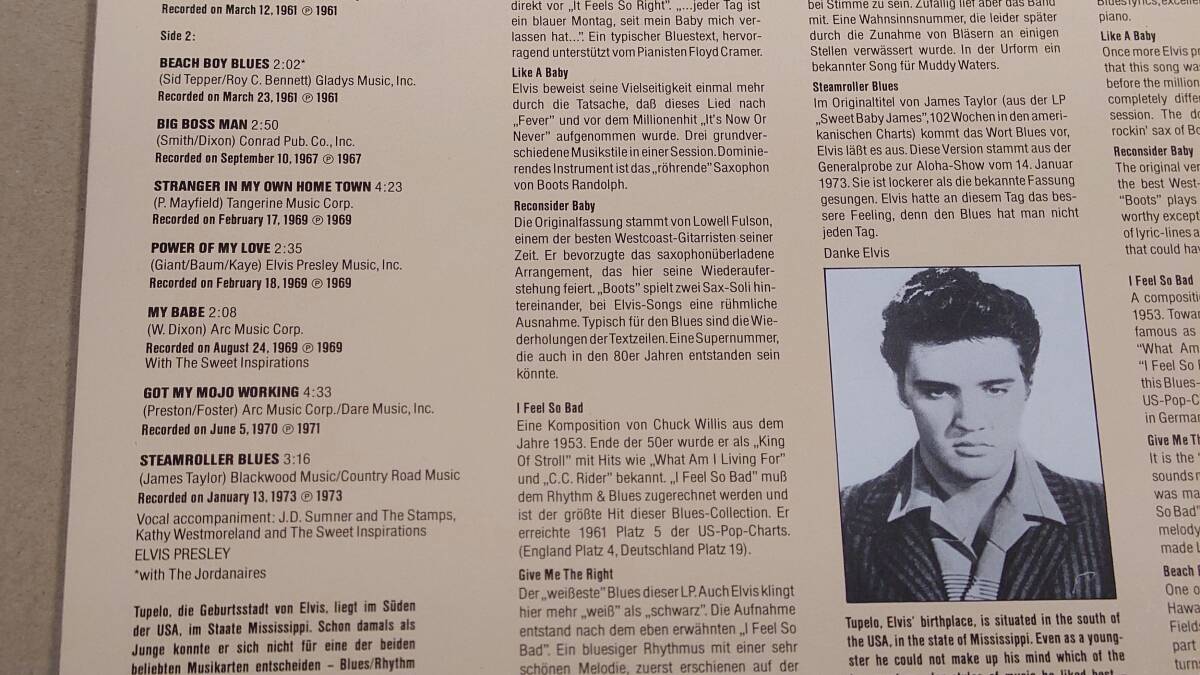 Recorded on March 12, 1961 ℗ 1961
Side 2:
BEACH BOY BLUES 2:02*
(Sid Tepper/Roy C. Bennett) Gladys Music, Inc.
Recorded on March 23, 1961 ℗ 1961
BIG BOSS MAN 2:50
(Smith/Dixon) Conrad Pub. Co., Inc.
Recorded on September 10, 1967 ℗ 1967
STRANGER IN MY OWN HOME TOWN 4:23
(P. Mayfield) Tangerine Music Corp.
Recorded on February 17, 1969 ℗ 1969
POWER OF MY LOVE 2:35
(Giant/Baum/Kaye) Elvis Presley Music, Inc.
Recorded on February 18, 1969 ℗ 1969
MY BABE 2:08
(W. Dixon) Arc Music Corp.
Recorded on August 24, 1969 ℗ 1969
With The Sweet Inspirations
GOT MY MOJO WORKING 4:33
(Preston/Foster) Arc Music Corp./Dare Music, Inc.
Recorded on June 5, 1970 ℗ 1971
STEAMROLLER BLUES 3:16
(James Taylor) Blackwood Music/Country Road Music
Recorded on January 13, 1973 ℗ 1973
Vocal accompaniment: J.D. Sumner and The Stamps,
Kathy Westmoreland and The Sweet Inspirations
ELVIS PRESLEY
*with The Jordanaires
Tupelo, die Geburtsstadt von Elvis, liegt im Süden
der USA, im Staate Mississippi. Schon damals als
Junge konnte er sich nicht für eine der beiden
beliebten Musikarten entscheiden – Blues/Rhythm
direkt vor „It Feels So Right". „...jeder Tag ist
ein blauer Montag, seit mein Baby mich ver-
lassen hat...". Ein typischer Bluestext, hervor-
ragend unterstützt vom Pianisten Floyd Cramer.
Like A Baby
Elvis beweist seine Vielseitigkeit einmal mehr
durch die Tatsache, daß dieses Lied nach
„Fever" und vor dem Millionenhit „It's Now Or
Never" aufgenommen wurde. Drei grundver-
schiedene Musikstile in einer Session. Dominie-
rendes Instrument ist das „röhrende" Saxophon
von Boots Randolph.
Reconsider Baby
Die Originalfassung stammt von Lowell Fulson,
einem der besten Westcoast-Gitarristen seiner
Zeit. Er bevorzugte das saxophonüberladene
Arrangement, das hier seine Wiederaufer-
stehung feiert. „Boots" spielt zwei Sax-Soli hin-
tereinander, bei Elvis-Songs eine rühmliche
Ausnahme. Typisch für den Blues sind die Wie-
derholungen der Textzeilen. Eine Supernummer,
die auch in den 80er Jahren entstanden sein
könnte.
I Feel So Bad
Eine Komposition von Chuck Willis aus dem
Jahre 1953. Ende der 50er wurde er als „King
Of Stroll" mit Hits wie „What Am I Living For"
und „C.C. Rider" bekannt. „I Feel So Bad" muß
dem Rhythm & Blues zugerechnet werden und
ist der größte Hit dieser Blues-Collection. Er
erreichte 1961 Platz 5 der US-Pop-Charts.
(England Platz 4, Deutschland Platz 19).
Give Me The Right
Der „weißeste" Blues dieser LP. Auch Elvis klingt
hier mehr „weiß" als „schwarz". Die Aufnahme
entstand nach dem eben erwähnten „I Feel So
Bad". Ein bluesiger Rhythmus mit einer sehr
schönen Melodie, zuerst erschienen auf der
bei Stimme zu sein. Zufällig lief aber das Band
mit. Eine Wahnsinnsnummer, die leider später
durch die Zunahme von Bläsern an einigen
Stellen verwässert wurde. In der Urform ein
bekannter Song für Muddy Waters.
Steamroller Blues
Im Originaltitel von James Taylor (aus der LP
„Sweet Baby James", 102 Wochen in den ameri-
kanischen Charts) kommt das Wort Blues vor,
Elvis läßt es aus. Diese Version stammt aus der
Generalprobe zur Aloha-Show vom 14. Januar
1973. Sie ist lockerer als die bekannte Fassung
gesungen. Elvis hatte an diesem Tag das bes-
sere Feeling, denn den Blues hat man nicht
jeden Tag.
Danke Elvis
Tupelo, Elvis' birthplace, is situated in the south of
the USA, in the state of Mississippi. Even as a young-
ster he could not make up his mind which of the
piano.
Like A Baby
Once more Elvis pr
that this song was
before the million
completely differ
session. The do
rockin' sax of Bo
Reconsider Baby
The original ver
the best West-
"Boots" plays
worthy except
of lyric-lines a
that could hav
I Feel So Bad
A compositi
1953. Towar
famous as
"What Am
"I Feel So
this Blues-
US-Pop-C
in German
Give Me Th
It is the
sounds
was ma
So Bad"
melody
made L
Beach B
One o
Hawa
Field
part
turn